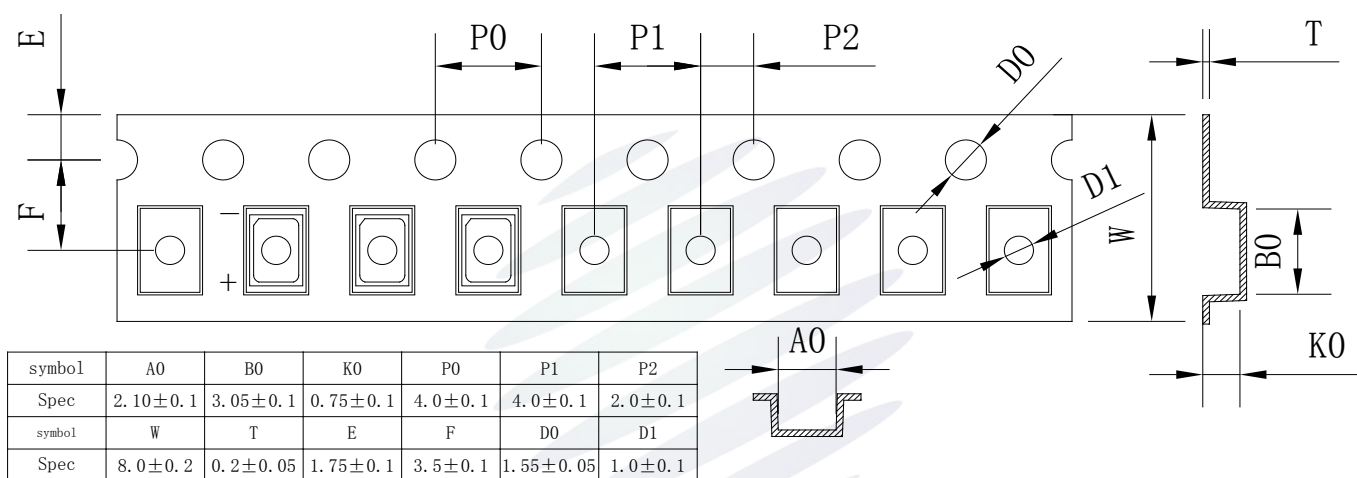 E
P0 P1 P2
D0
T
F
−
+
D1
W
B0
K0
A0
symbol A0 B0 K0 P0 P1 P2
Spec 2.10±0.1 3.05±0.1 0.75±0.1 4.0±0.1 4.0±0.1 2.0±0.1
symbol W T E F D0 D1
Spec 8.0±0.2 0.2±0.05 1.75±0.1 3.5±0.1 1.55±0.05 1.0±0.1